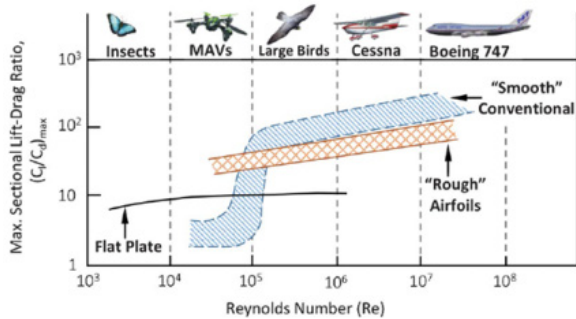 Insects MAVs Large Birds Cessna Boeing 747
Max. Sectional Lift-Drag Ratio,
(Cₗ/C_d)ₘₐₓ
10³
10²
10
1
"Smooth"
Conventional
"Rough"
Airfoils
Flat Plate
10³ 10⁴ 10⁵ 10⁶ 10⁷ 10⁸
Reynolds Number (Re)